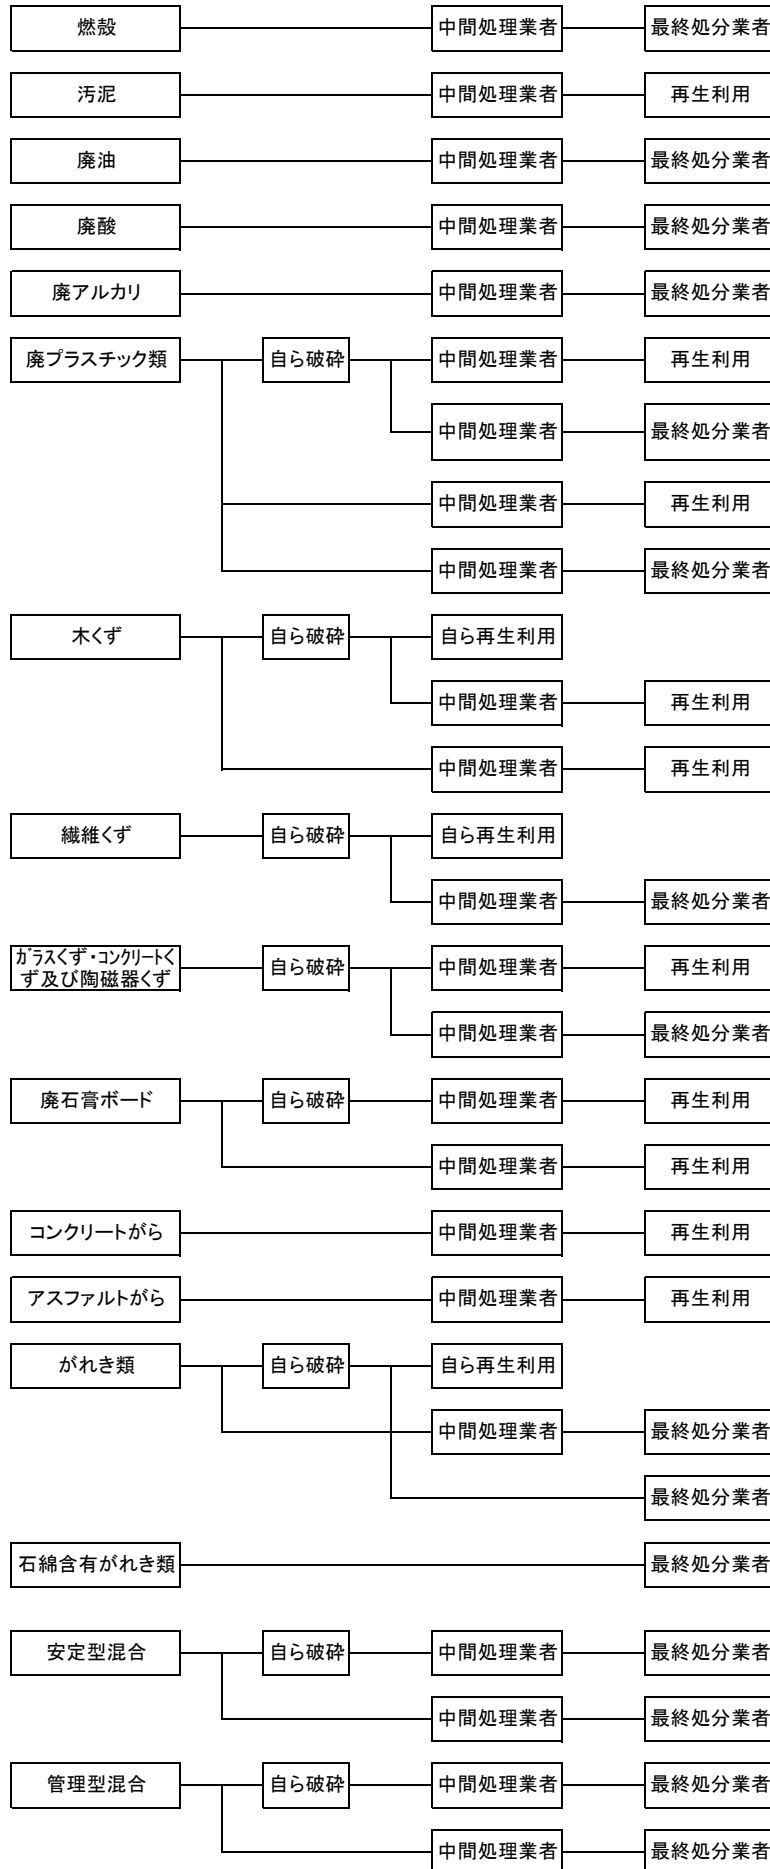 燃殻 中間処理業者 最終処分業者
汚泥 中間処理業者 再生利用
廃油 中間処理業者 最終処分業者
廃酸 中間処理業者 最終処分業者
廃アルカリ 中間処理業者 最終処分業者
廃プラスチック類 自ら破砕 中間処理業者 再生利用
中間処理業者 最終処分業者
中間処理業者 再生利用
中間処理業者 最終処分業者
木くず 自ら破砕 自ら再生利用
中間処理業者 再生利用
中間処理業者 再生利用
繊維くず 自ら破砕 自ら再生利用
中間処理業者 最終処分業者
ガラスくず・コンクリートく
ず及び陶磁器くず 自ら破砕 中間処理業者 再生利用
中間処理業者 最終処分業者
廃石膏ボード 自ら破砕 中間処理業者 再生利用
中間処理業者 再生利用
コンクリートがら 中間処理業者 再生利用
アスファルトがら 中間処理業者 再生利用
がれき類 自ら破砕 自ら再生利用
中間処理業者 最終処分業者
最終処分業者
石綿含有がれき類 最終処分業者
安定型混合 自ら破砕 中間処理業者 最終処分業者
中間処理業者 最終処分業者
管理型混合 自ら破砕 中間処理業者 最終処分業者
中間処理業者 最終処分業者